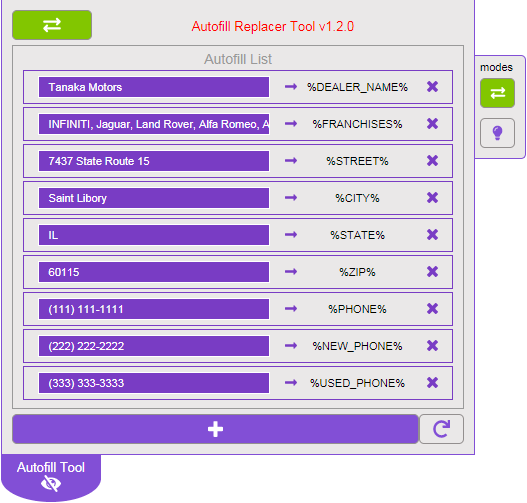 Autofill Replacer Tool v1.2.0
Autofill List
Tanaka Motors %DEALER_NAME%
INFINITI, Jaguar, Land Rover, Alfa Romeo, A %FRANCHISES%
7437 State Route 15 %STREET%
Saint Libory %CITY%
IL %STATE%
60115 %ZIP%
(111) 111-1111 %PHONE%
(222) 222-2222 %NEW_PHONE%
(333) 333-3333 %USED_PHONE%
modes
Autofill Tool